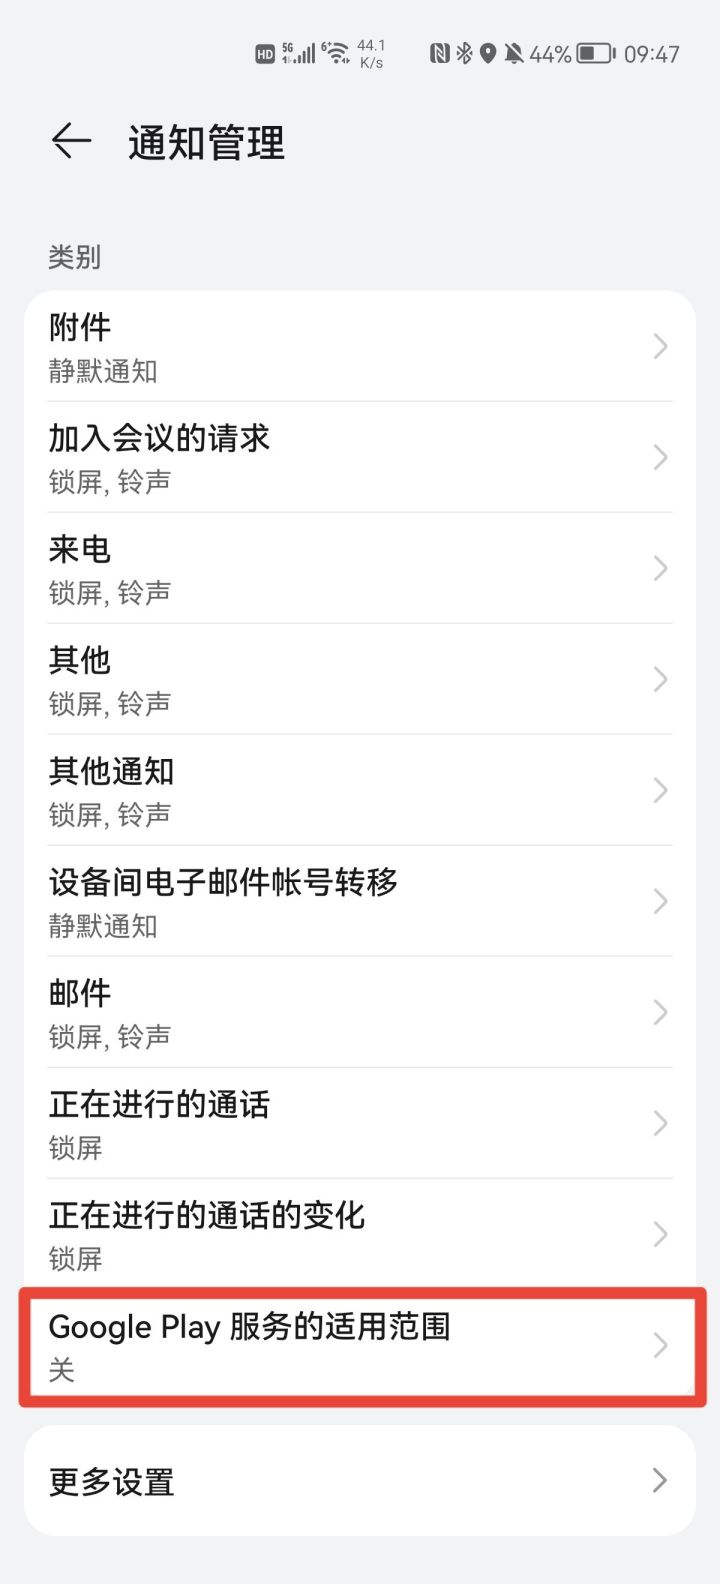 HD 5G 6+ 44.1 K/s 44% 09:47
通知管理
类别
附件
静默通知
加入会议的请求
锁屏, 铃声
来电
锁屏, 铃声
其他
锁屏, 铃声
其他通知
锁屏, 铃声
设备间电子邮件帐号转移
静默通知
邮件
锁屏, 铃声
正在进行的通话
锁屏
正在进行的通话的变化
锁屏
Google Play 服务的适用范围
关
更多设置